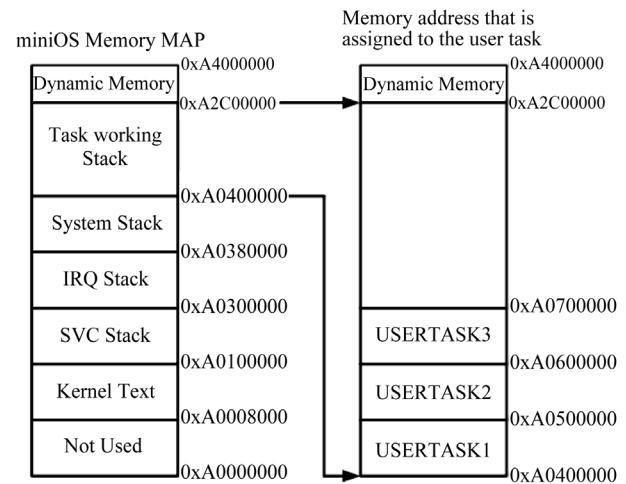 miniOS Memory MAP
0xA4000000
Dynamic Memory
0xA2C00000
Task working
Stack
0xA0400000
System Stack
0xA0380000
IRQ Stack
0xA0300000
SVC Stack
0xA0100000
Kernel Text
0xA0008000
Not Used
0xA0000000
Memory address that is
assigned to the user task
0xA4000000
Dynamic Memory
0xA2C00000
0xA0700000
USERTASK3
0xA0600000
USERTASK2
0xA0500000
USERTASK1
0xA0400000